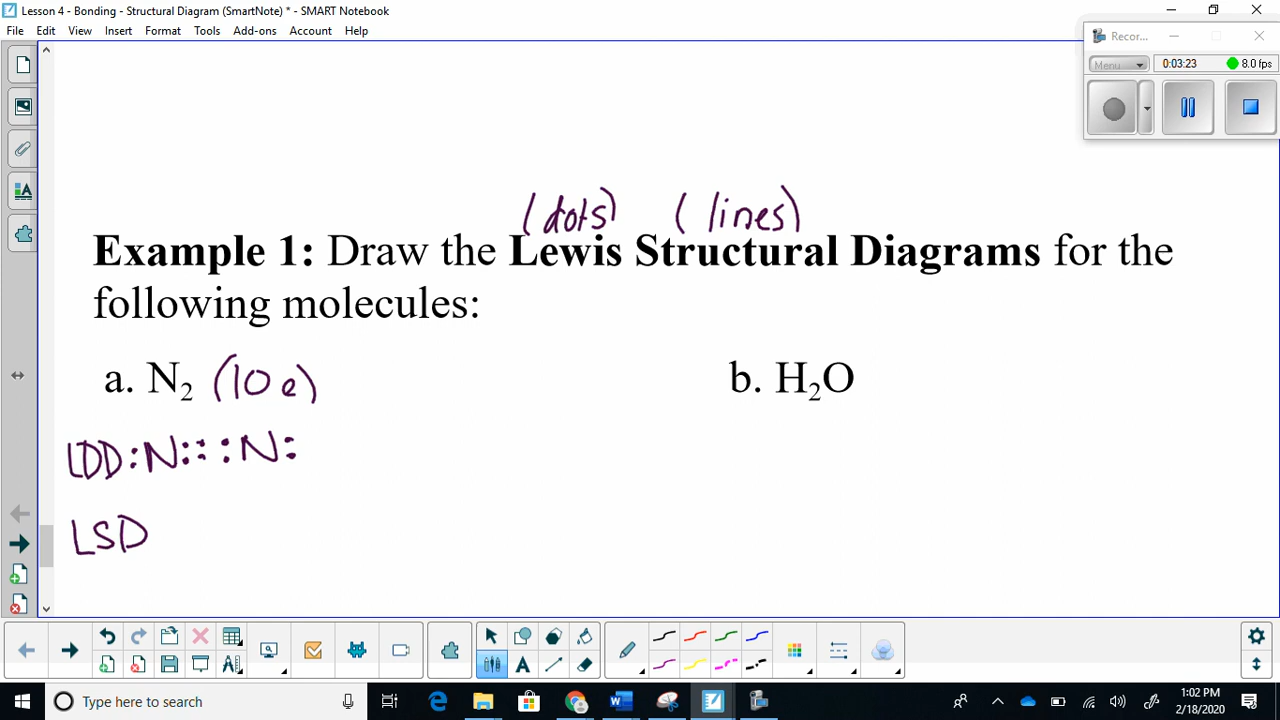 Lesson 4 - Bonding - Structural Diagram (SmartNote) * - SMART Notebook
File Edit View Insert Format Tools Add-ons Account Help
Recor...
Menu 0:03:23 8.0 fps
(dots) (lines)
Example 1: Draw the Lewis Structural Diagrams for the
following molecules:
a. N₂ (10 e) b. H₂O
LDD :N::: :N:
LSD
Type here to search
1:02 PM
2/18/2020